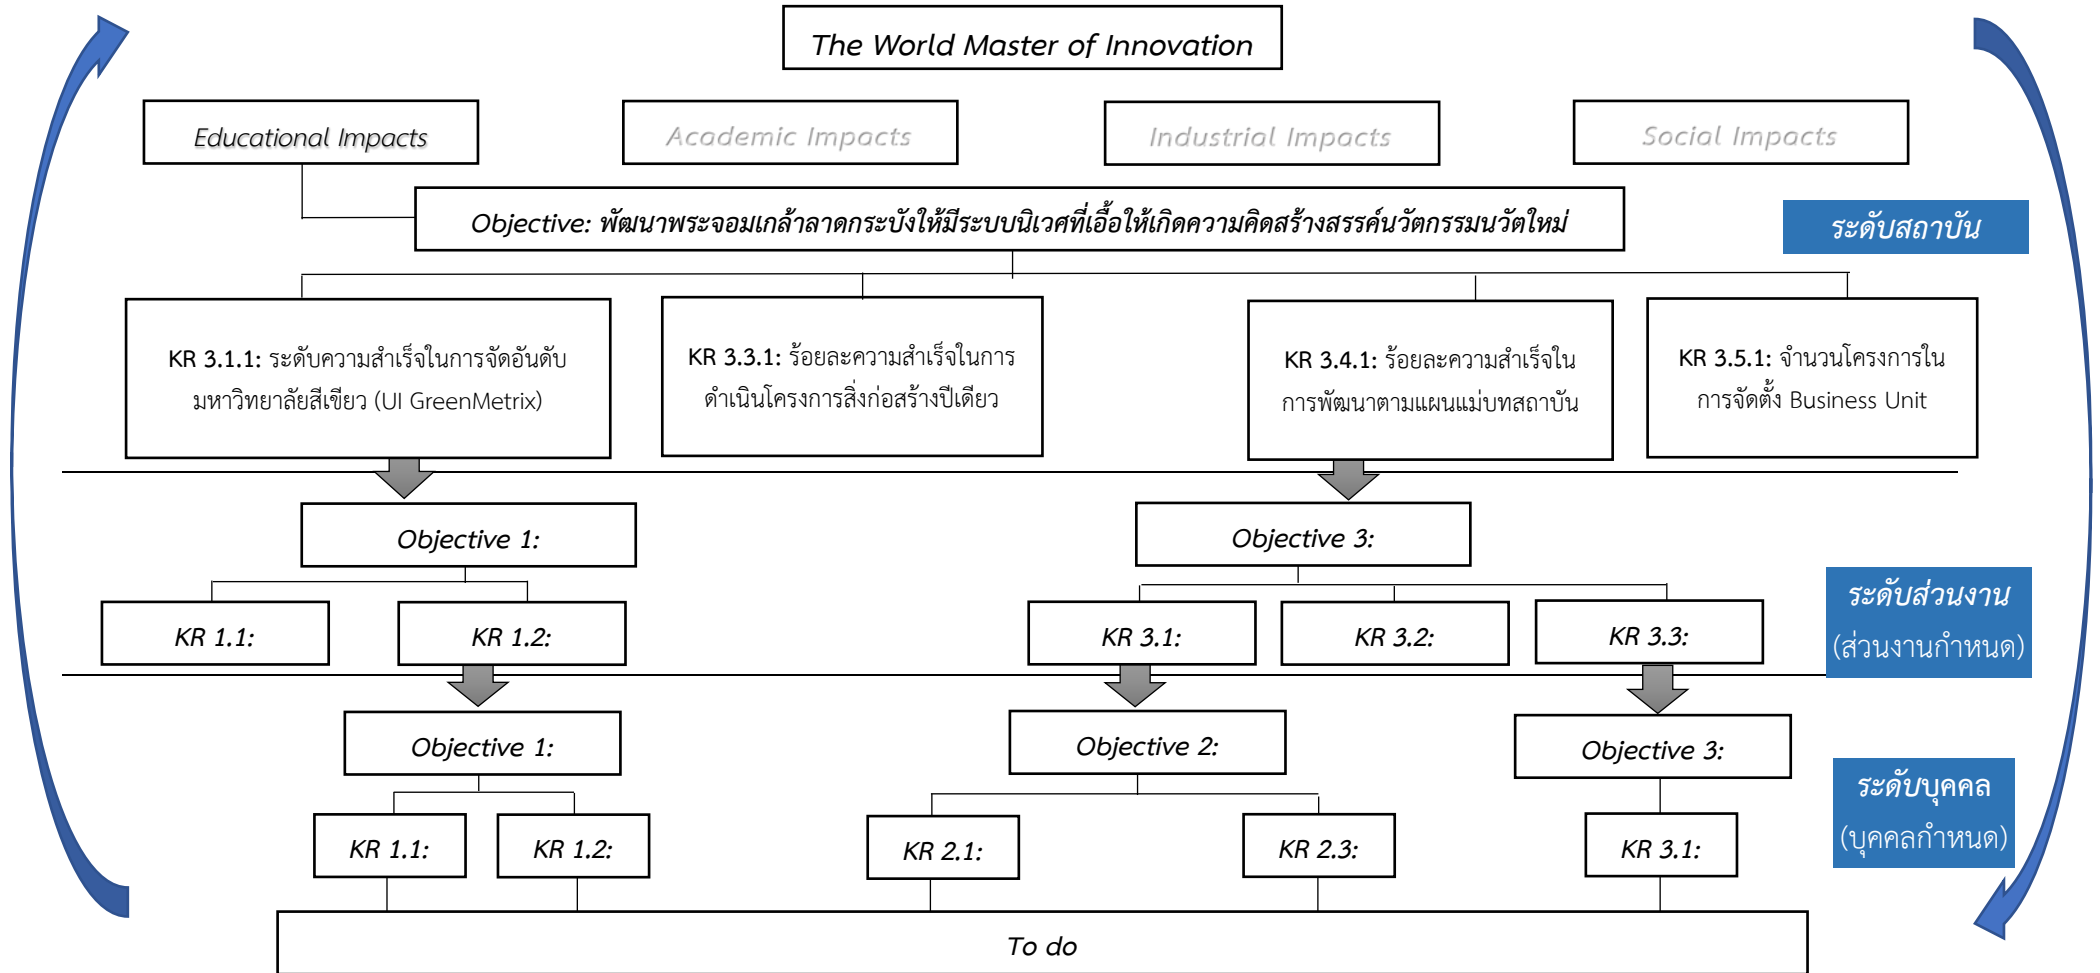 The World Master of Innovation
Educational Impacts
Academic Impacts
Industrial Impacts
Social Impacts
Objective: พัฒนาพระจอมเกล้าลาดกระบังให้มีระบบนิเวศที่เอื้อให้เกิดความคิดสร้างสรรค์นวัตกรรมนวัตใหม่
ระดับสถาบัน
KR 3.1.1: ระดับความสำเร็จในการจัดอันดับ
มหาวิทยาลัยสีเขียว (UI GreenMetrix)
KR 3.3.1: ร้อยละความสำเร็จในการ
ดำเนินโครงการสิ่งก่อสร้างปีเดียว
KR 3.4.1: ร้อยละความสำเร็จใน
การพัฒนาตามแผนแม่บทสถาบัน
KR 3.5.1: จำนวนโครงการใน
การจัดตั้ง Business Unit
Objective 1:
Objective 3:
KR 1.1:
KR 1.2:
KR 3.1:
KR 3.2:
KR 3.3:
ระดับส่วนงาน
(ส่วนงานกำหนด)
Objective 1:
Objective 2:
Objective 3:
ระดับบุคคล
(บุคคลกำหนด)
KR 1.1:
KR 1.2:
KR 2.1:
KR 2.3:
KR 3.1:
To do